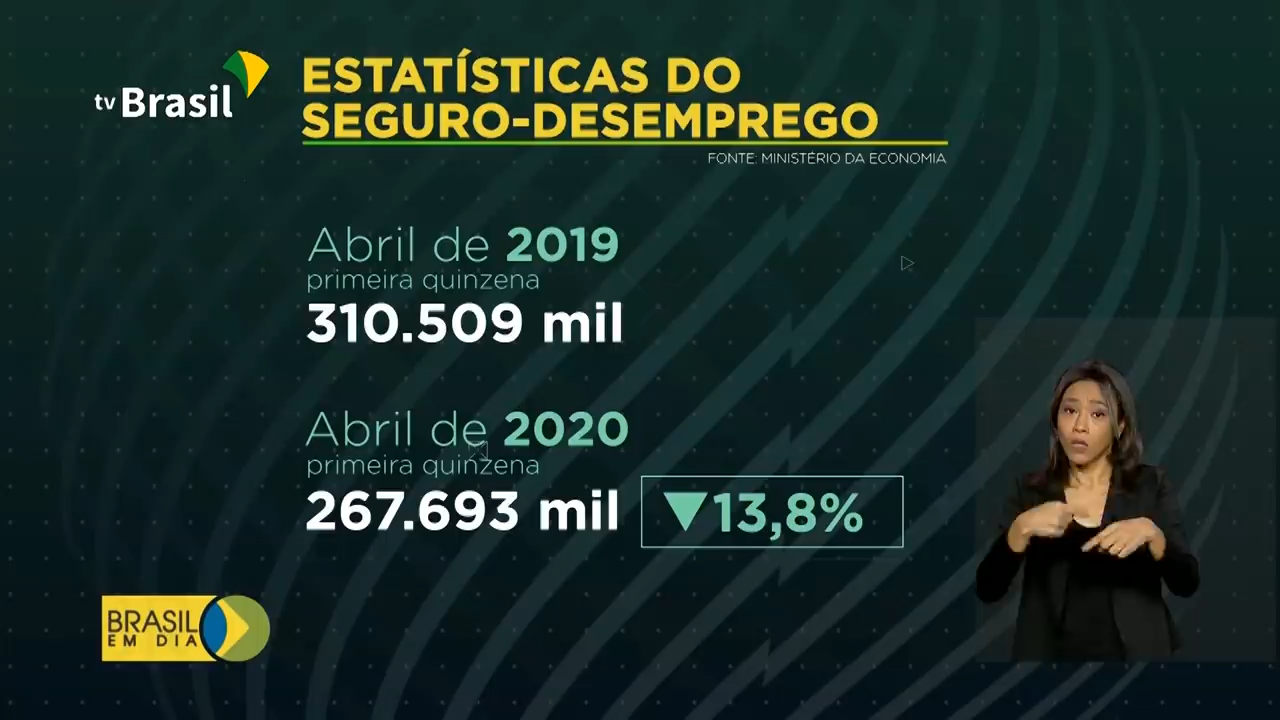 tv Brasil
ESTATÍSTICAS DO
SEGURO-DESEMPREGO
FONTE: MINISTÉRIO DA ECONOMIA
Abril de 2019
primeira quinzena
310.509 mil
Abril de 2020
primeira quinzena
267.693 mil
▼13,8%
BRASIL
EM DIA